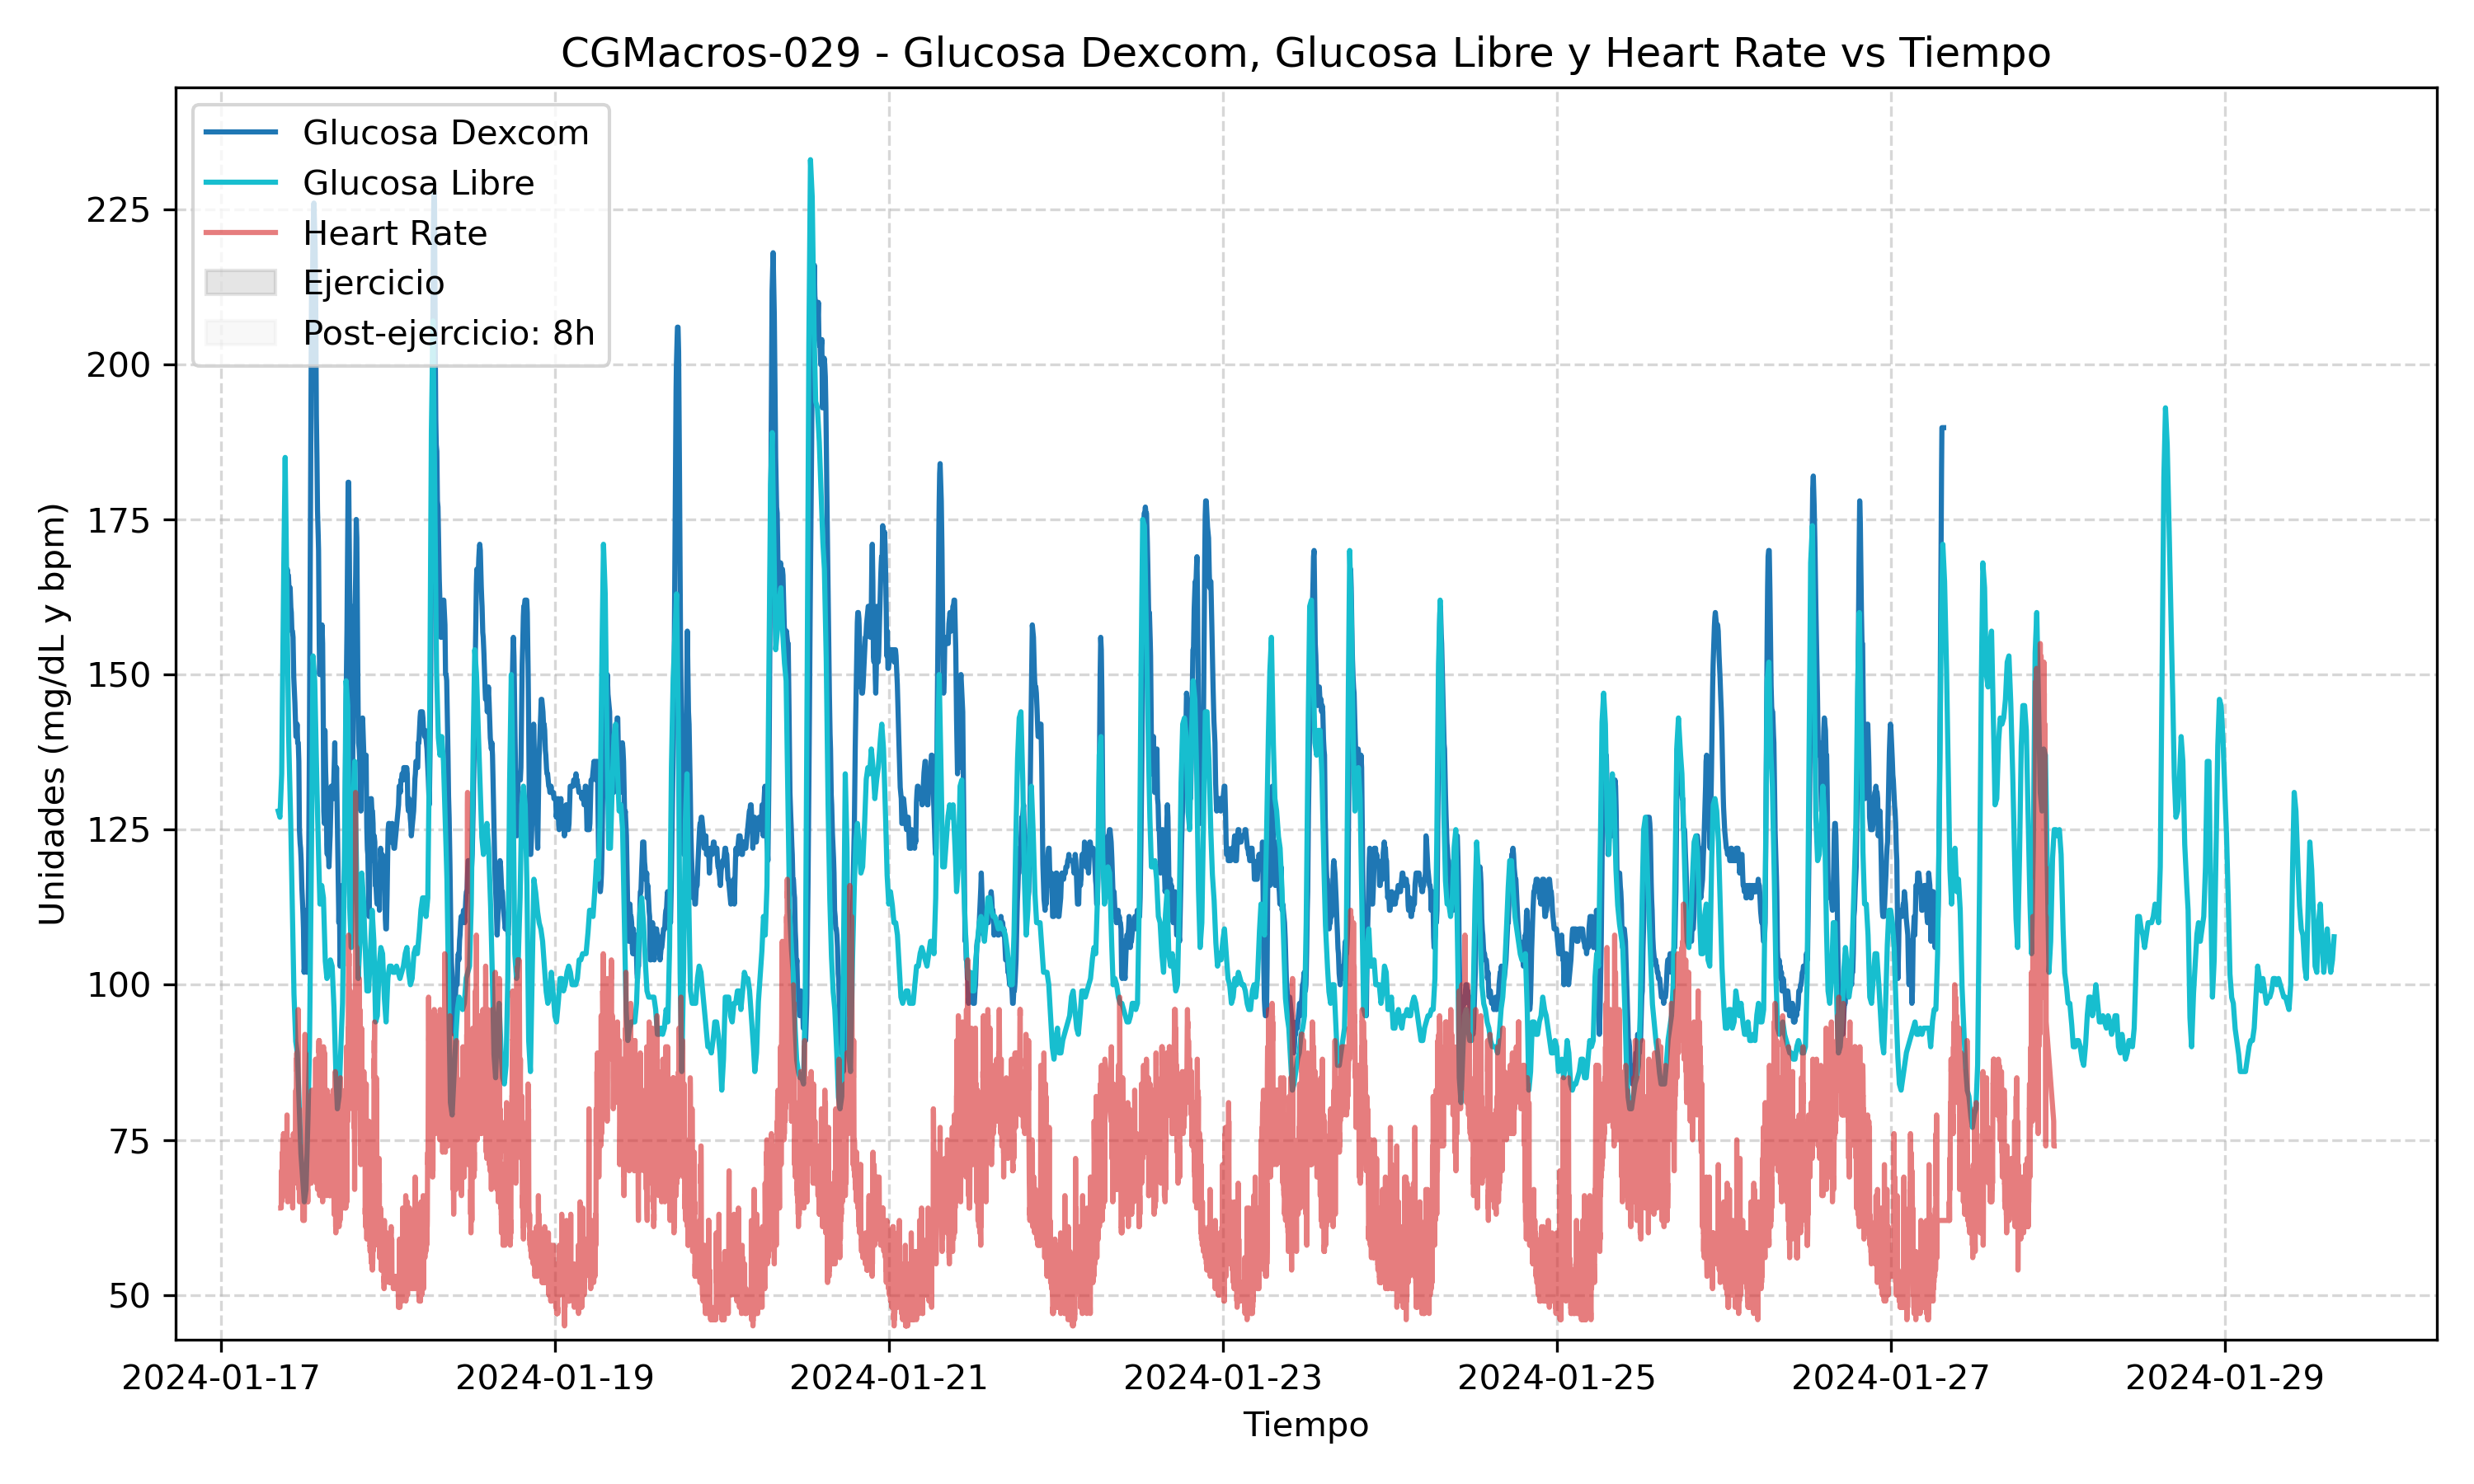 CGMacros-029 - Glucosa Dexcom, Glucosa Libre y Heart Rate vs Tiempo
Glucosa Dexcom
Glucosa Libre
Heart Rate
Ejercicio
Post-ejercicio: 8h
Unidades (mg/dL y bpm)
225
200
175
150
125
100
75
50
2024-01-17
2024-01-19
2024-01-21
2024-01-23
2024-01-25
2024-01-27
2024-01-29
Tiempo